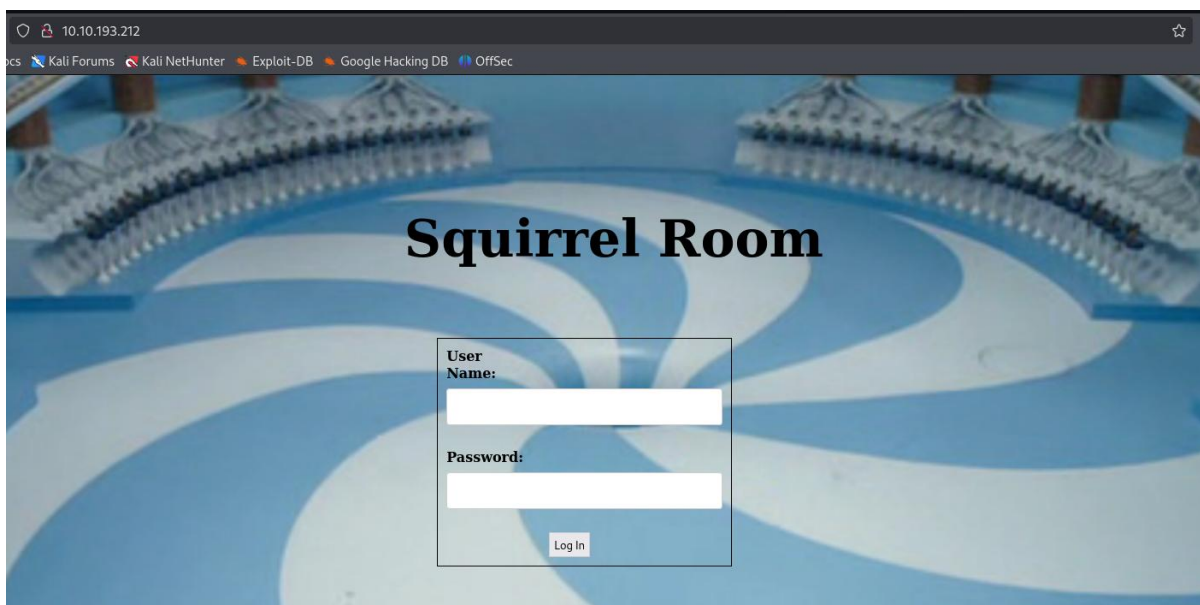 10.10.193.212
ocs Kali Forums Kali NetHunter Exploit-DB Google Hacking DB OffSec
Squirrel Room
User
Name:
Password:
Log In